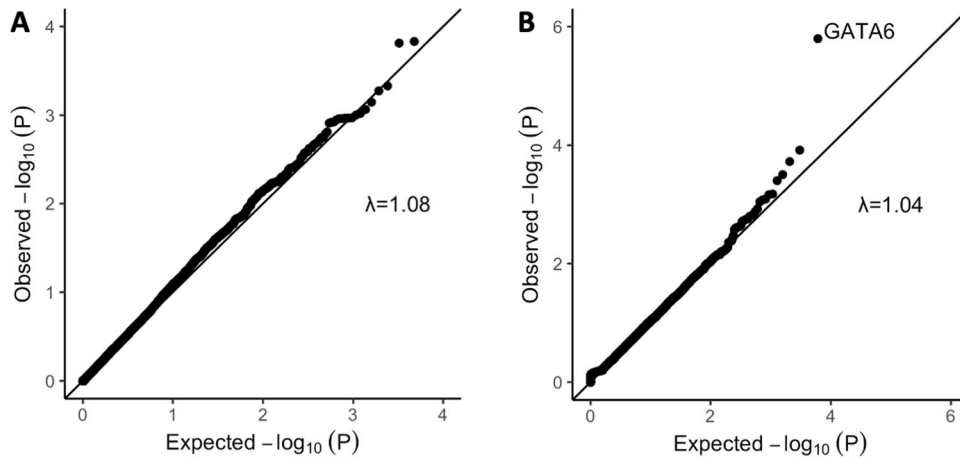 A
4
3
2
1
0
Observed −log₁₀ (P)
λ=1.08
0 1 2 3 4
Expected −log₁₀ (P)
B
6
4
2
0
Observed −log₁₀ (P)
GATA6
λ=1.04
0 2 4 6
Expected −log₁₀ (P)